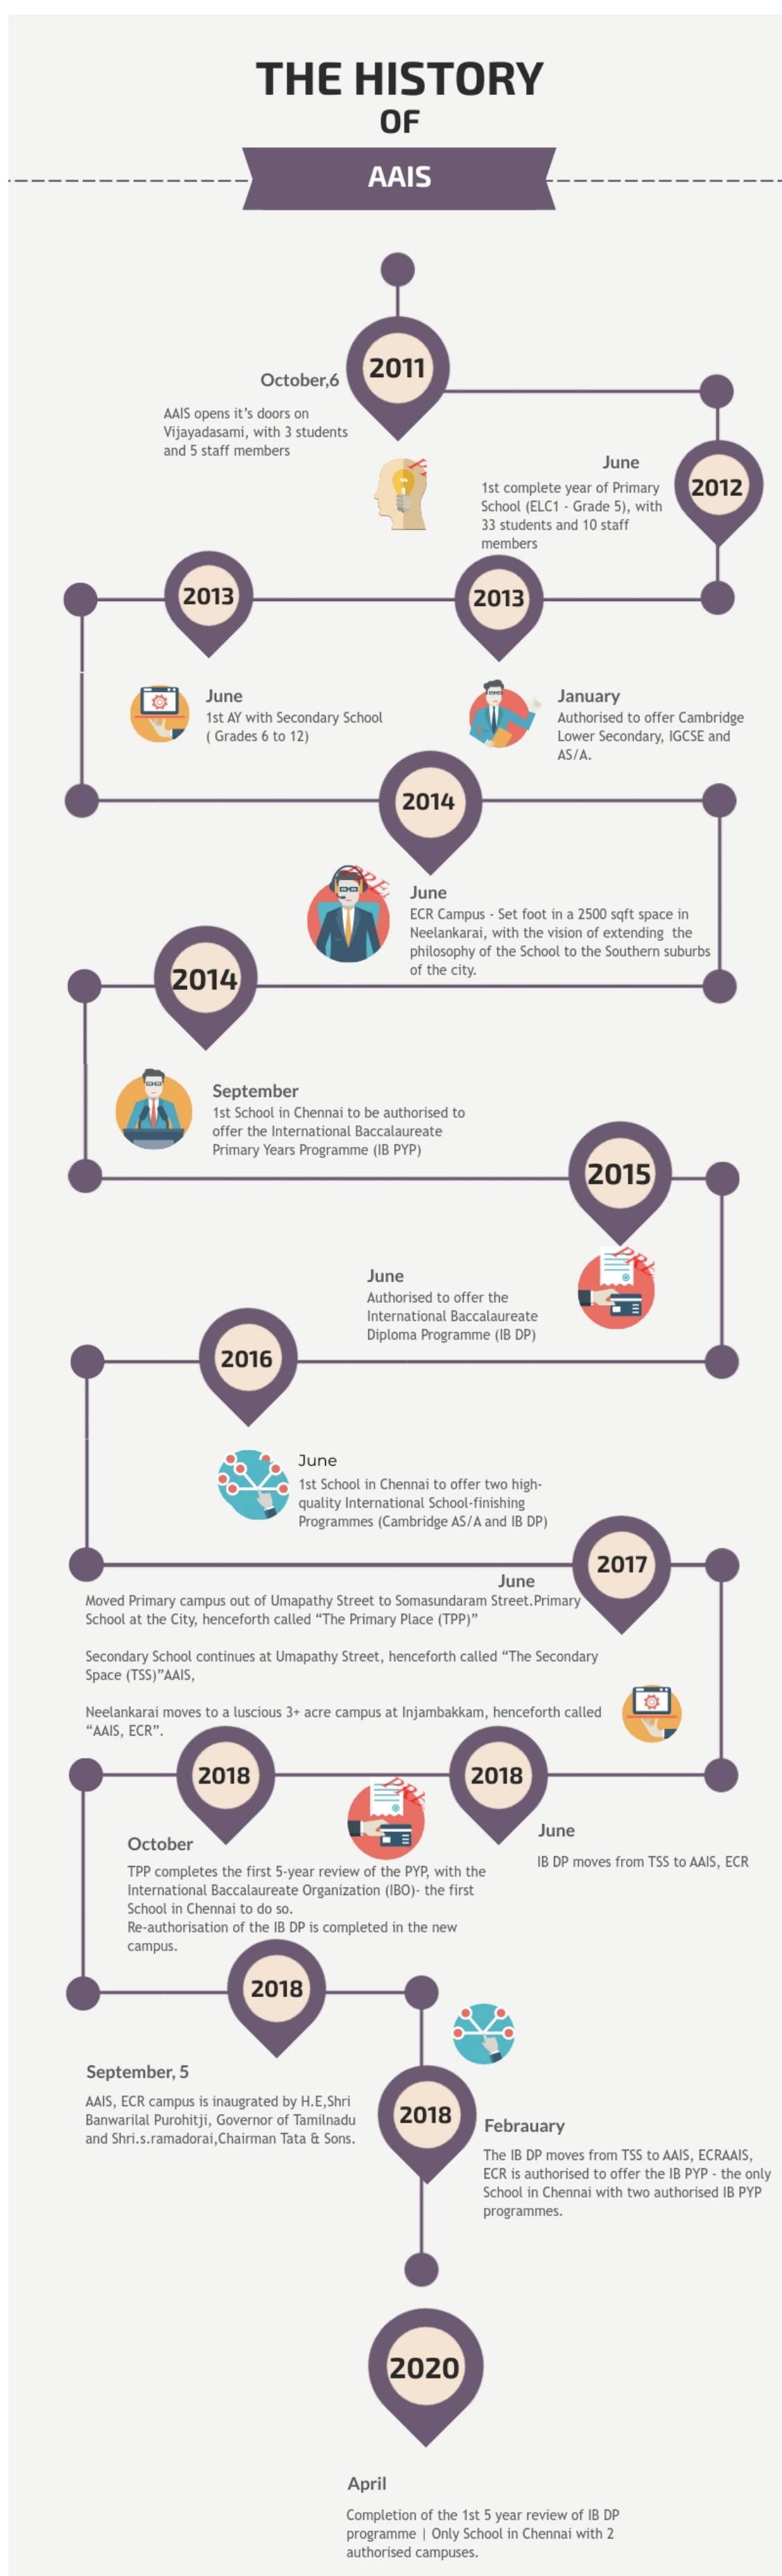 THE HISTORY
OF
AAIS
2011
October,6
AAIS opens it's doors on
Vijayadasami, with 3 students
and 5 staff members
2012
June
1st complete year of Primary
School (ELC1 - Grade 5), with
33 students and 10 staff
members
2013
January
Authorised to offer Cambridge
Lower Secondary, IGCSE and
AS/A.
2013
June
1st AY with Secondary School
( Grades 6 to 12)
2014
PRE
June
ECR Campus - Set foot in a 2500 sqft space in
Neelankarai, with the vision of extending the
philosophy of the School to the Southern suburbs
of the city.
2014
September
1st School in Chennai to be authorised to
offer the International Baccalaureate
Primary Years Programme (IB PYP)
2015
PRE
June
Authorised to offer the
International Baccalaureate
Diploma Programme (IB DP)
2016
June
1st School in Chennai to offer two high-
quality International School-finishing
Programmes (Cambridge AS/A and IB DP)
2017
June
Moved Primary campus out of Umapathy Street to Somasundaram Street.Primary
School at the City, henceforth called “The Primary Place (TPP)”
Secondary School continues at Umapathy Street, henceforth called “The Secondary
Space (TSS)”AAIS,
Neelankarai moves to a luscious 3+ acre campus at Injambakkam, henceforth called
“AAIS, ECR”.
2018
June
IB DP moves from TSS to AAIS, ECR
2018
PRE
October
TPP completes the first 5-year review of the PYP, with the
International Baccalaureate Organization (IBO)- the first
School in Chennai to do so.
Re-authorisation of the IB DP is completed in the new
campus.
2018
September, 5
AAIS, ECR campus is inaugrated by H.E,Shri
Banwarilal Purohitji, Governor of Tamilnadu
and Shri.s.ramadorai,Chairman Tata & Sons.
2018
Febrauary
The IB DP moves from TSS to AAIS, ECRAAIS,
ECR is authorised to offer the IB PYP - the only
School in Chennai with two authorised IB PYP
programmes.
2020
April
Completion of the 1st 5 year review of IB DP
programme | Only School in Chennai with 2
authorised campuses.